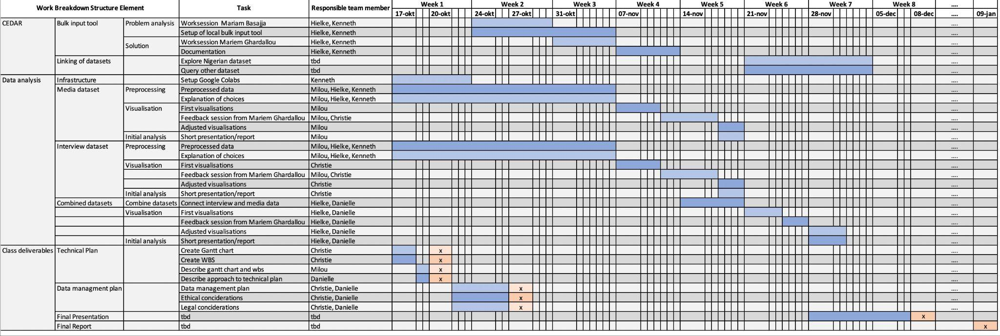 Work Breakdown Structure Element Task Responsible team member Week 1 Week 2 Week 3 Week 4 Week 5 Week 6 Week 7 Week 8 ....
17-okt 20-okt 24-okt 27-okt 31-okt 07-nov 14-nov 21-nov 28-nov 05-dec 08-dec .... 09-jan
CEDAR Bulk input tool Problem analysis Worksession Mariam Basajja Hielke, Kenneth ....
Setup of local bulk input tool Hielke, Kenneth ....
Solution Worksession Mariem Ghardallou Hielke, Kenneth ....
Documentation Hielke, Kenneth ....
Linking of datasets Explore Nigerian dataset tbd ....
Query other dataset tbd ....
Data analysis Infrastructure Setup Google Colabs Kenneth ....
Media dataset Preprocessing Preprocessed data Milou, Hielke, Kenneth ....
Explanation of choices Milou, Hielke, Kenneth ....
Visualisation First visualisations Milou ....
Feedback session from Mariem Ghardallou Milou, Christie ....
Adjusted visualisations Milou ....
Initial analysis Short presentation/report Milou ....
Interview dataset Preprocessing Preprocessed data Milou, Hielke, Kenneth ....
Explanation of choices Milou, Hielke, Kenneth ....
Visualisation First visualisations Christie ....
Feedback session from Mariem Ghardallou Milou, Christie ....
Adjusted visualisations Christie ....
Initial analysis Short presentation/report Christie ....
Combined datasets Combine datasets Connect interview and media data Hielke, Danielle ....
Visualisation First visualisations Hielke, Danielle ....
Feedback session from Mariem Ghardallou Hielke, Danielle ....
Adjusted visualisations Hielke, Danielle ....
Initial analysis Short presentation/report Hielke, Danielle ....
Class deliverables Technical Plan Create Gantt chart Christie x ....
Create WBS Christie x ....
Describe gantt chart and wbs Milou x ....
Describe approach to technical plan Danielle x ....
Data managment plan Data management plan Christie, Danielle x ....
Ethical conciderations Christie, Danielle x ....
Legal conciderations Christie, Danielle x ....
Final Presentation tbd tbd x
Final Report tbd tbd x